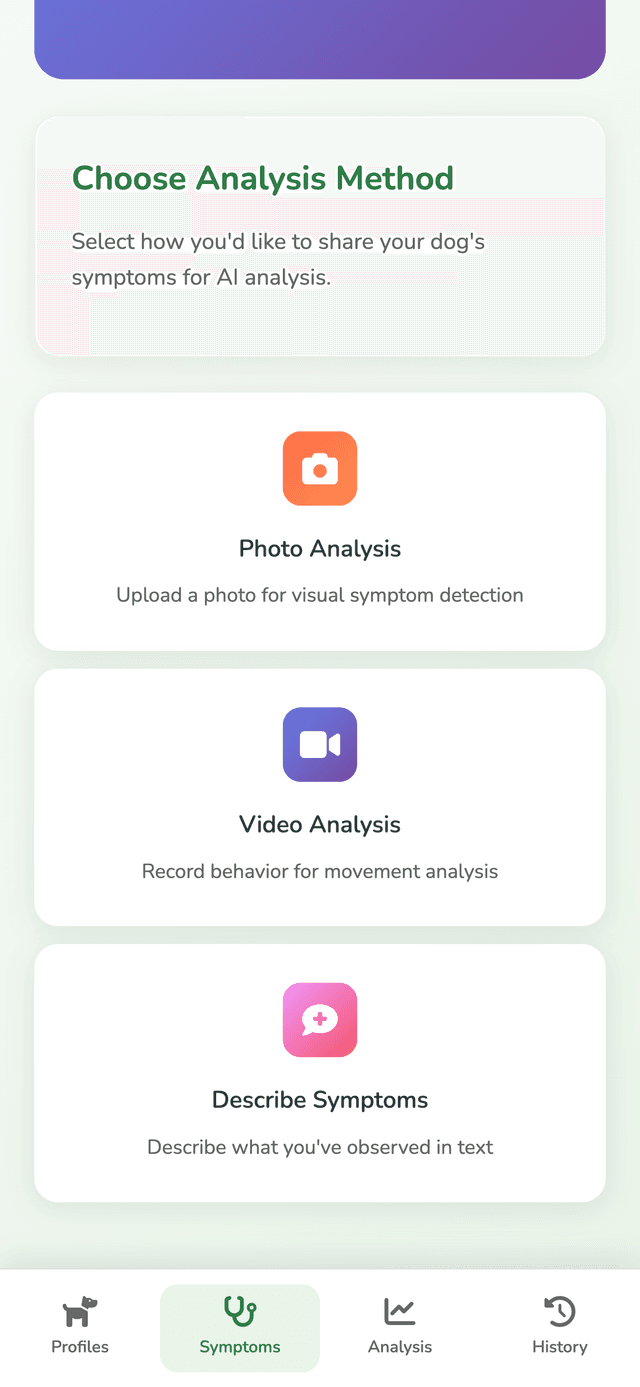 Choose Analysis Method
Select how you'd like to share your dog's
symptoms for AI analysis.
Photo Analysis
Upload a photo for visual symptom detection
Video Analysis
Record behavior for movement analysis
Describe Symptoms
Describe what you've observed in text
Profiles
Symptoms
Analysis
History